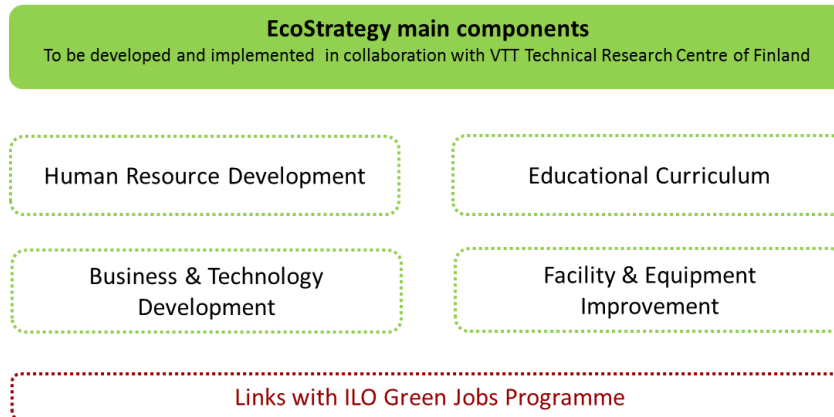 EcoStrategy main components
To be developed and implemented in collaboration with VTT Technical Research Centre of Finland
Human Resource Development
Educational Curriculum
Business & Technology
Development
Facility & Equipment
Improvement
Links with ILO Green Jobs Programme